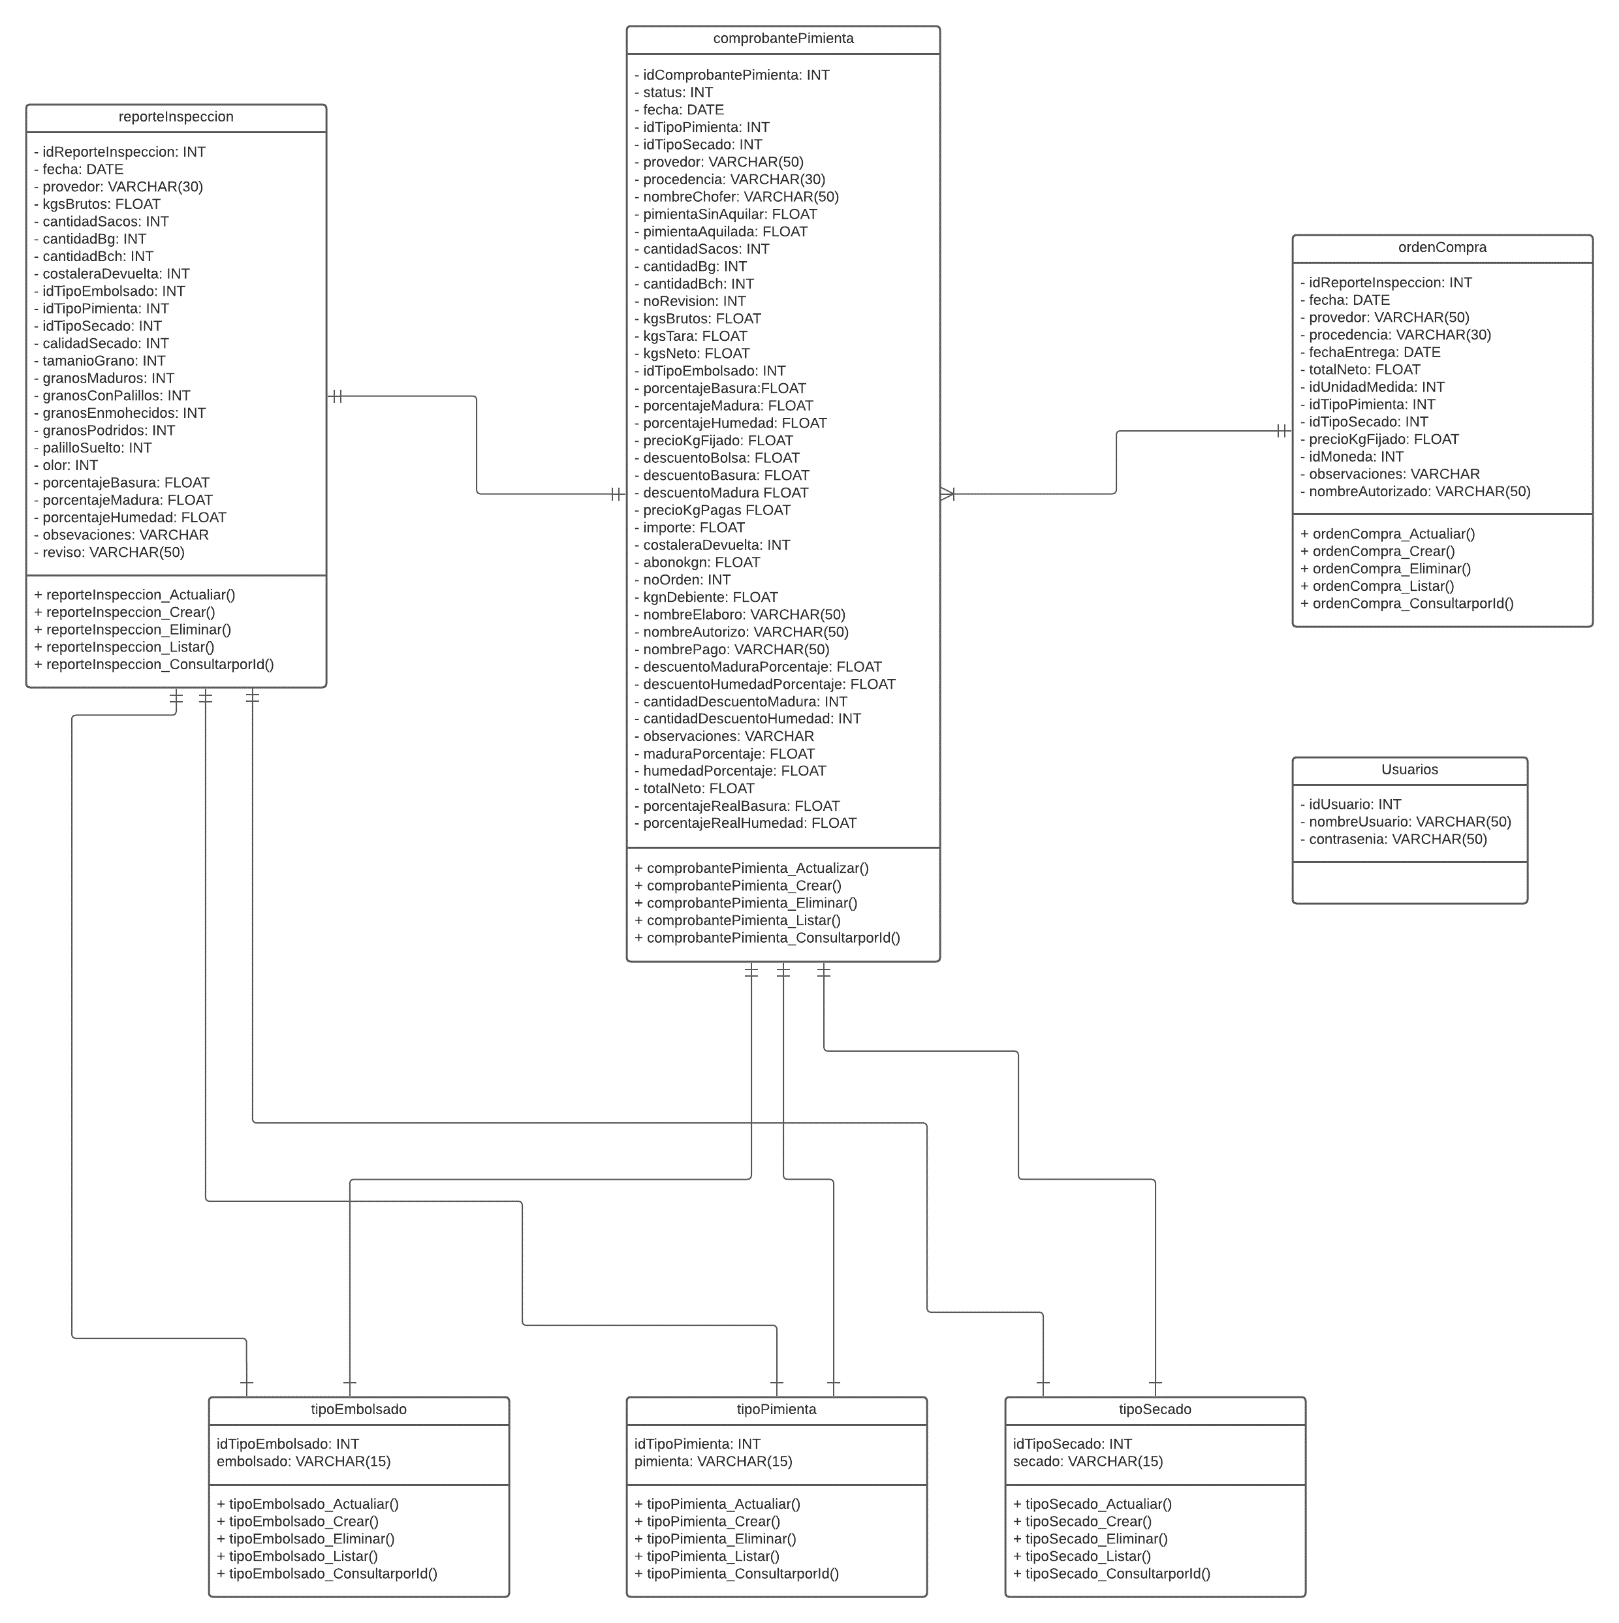 comprobantePimienta
- idComprobantePimienta: INT
- status: INT
- fecha: DATE
- idTipoPimienta: INT
- idTipoSecado: INT
- provedor: VARCHAR(50)
- procedencia: VARCHAR(30)
- nombreChofer: VARCHAR(50)
- pimientaSinAquilar: FLOAT
- pimientaAquilada: FLOAT
- cantidadSacos: INT
- cantidadBg: INT
- cantidadBch: INT
- noRevision: INT
- kgsBrutos: FLOAT
- kgsTara: FLOAT
- kgsNeto: FLOAT
- idTipoEmbolsado: INT
- porcentajeBasura:FLOAT
- porcentajeMadura: FLOAT
- porcentajeHumedad: FLOAT
- precioKgFijado: FLOAT
- descuentoBolsa: FLOAT
- descuentoBasura: FLOAT
- descuentoMadura FLOAT
- precioKgPagas FLOAT
- importe: FLOAT
- costaleraDevuelta: INT
- abonokgn: FLOAT
- noOrden: INT
- kgnDebiente: FLOAT
- nombreElaboro: VARCHAR(50)
- nombreAutorizo: VARCHAR(50)
- nombrePago: VARCHAR(50)
- descuentoMaduraPorcentaje: FLOAT
- descuentoHumedadPorcentaje: FLOAT
- cantidadDescuentoMadura: INT
- cantidadDescuentoHumedad: INT
- observaciones: VARCHAR
- maduraPorcentaje: FLOAT
- humedadPorcentaje: FLOAT
- totalNeto: FLOAT
- porcentajeRealBasura: FLOAT
- porcentajeRealHumedad: FLOAT
+ comprobantePimienta_Actualizar()
+ comprobantePimienta_Crear()
+ comprobantePimienta_Eliminar()
+ comprobantePimienta_Listar()
+ comprobantePimienta_ConsultarporId()
reporteInspeccion
- idReporteInspeccion: INT
- fecha: DATE
- provedor: VARCHAR(30)
- kgsBrutos: FLOAT
- cantidadSacos: INT
- cantidadBg: INT
- cantidadBch: INT
- costaleraDevuelta: INT
- idTipoEmbolsado: INT
- idTipoPimienta: INT
- idTipoSecado: INT
- calidadSecado: INT
- tamanioGrano: INT
- granosMaduros: INT
- granosConPalillos: INT
- granosEnmohecidos: INT
- granosPodridos: INT
- palilloSuelto: INT
- olor: INT
- porcentajeBasura: FLOAT
- porcentajeMadura: FLOAT
- porcentajeHumedad: FLOAT
- obsevaciones: VARCHAR
- reviso: VARCHAR(50)
+ reporteInspeccion_Actualiar()
+ reporteInspeccion_Crear()
+ reporteInspeccion_Eliminar()
+ reporteInspeccion_Listar()
+ reporteInspeccion_ConsultarporId()
ordenCompra
- idReporteInspeccion: INT
- fecha: DATE
- provedor: VARCHAR(50)
- procedencia: VARCHAR(30)
- fechaEntrega: DATE
- totalNeto: FLOAT
- idUnidadMedida: INT
- idTipoPimienta: INT
- idTipoSecado: INT
- precioKgFijado: FLOAT
- idMoneda: INT
- observaciones: VARCHAR
- nombreAutorizado: VARCHAR(50)
+ ordenCompra_Actualiar()
+ ordenCompra_Crear()
+ ordenCompra_Eliminar()
+ ordenCompra_Listar()
+ ordenCompra_ConsultarporId()
Usuarios
- idUsuario: INT
- nombreUsuario: VARCHAR(50)
- contrasenia: VARCHAR(50)
tipoEmbolsado
idTipoEmbolsado: INT
embolsado: VARCHAR(15)
+ tipoEmbolsado_Actualiar()
+ tipoEmbolsado_Crear()
+ tipoEmbolsado_Eliminar()
+ tipoEmbolsado_Listar()
+ tipoEmbolsado_ConsultarporId()
tipoPimienta
idTipoPimienta: INT
pimienta: VARCHAR(15)
+ tipoPimienta_Actualiar()
+ tipoPimienta_Crear()
+ tipoPimienta_Eliminar()
+ tipoPimienta_Listar()
+ tipoPimienta_ConsultarporId()
tipoSecado
idTipoSecado: INT
secado: VARCHAR(15)
+ tipoSecado_Actualiar()
+ tipoSecado_Crear()
+ tipoSecado_Eliminar()
+ tipoSecado_Listar()
+ tipoSecado_ConsultarporId()